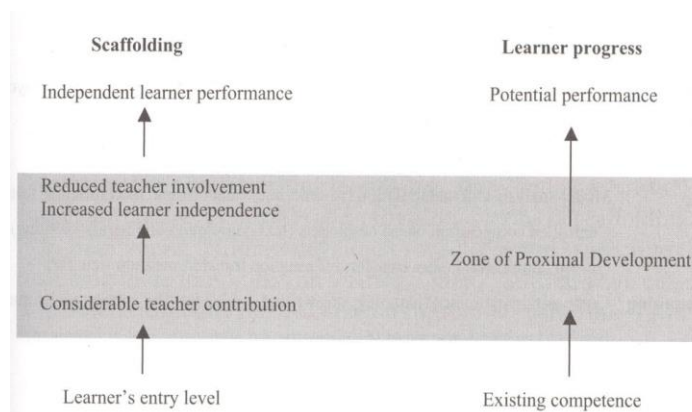 Scaffolding
Independent learner performance
Reduced teacher involvement
Increased learner independence
Considerable teacher contribution
Learner's entry level
Learner progress
Potential performance
Zone of Proximal Development
Existing competence